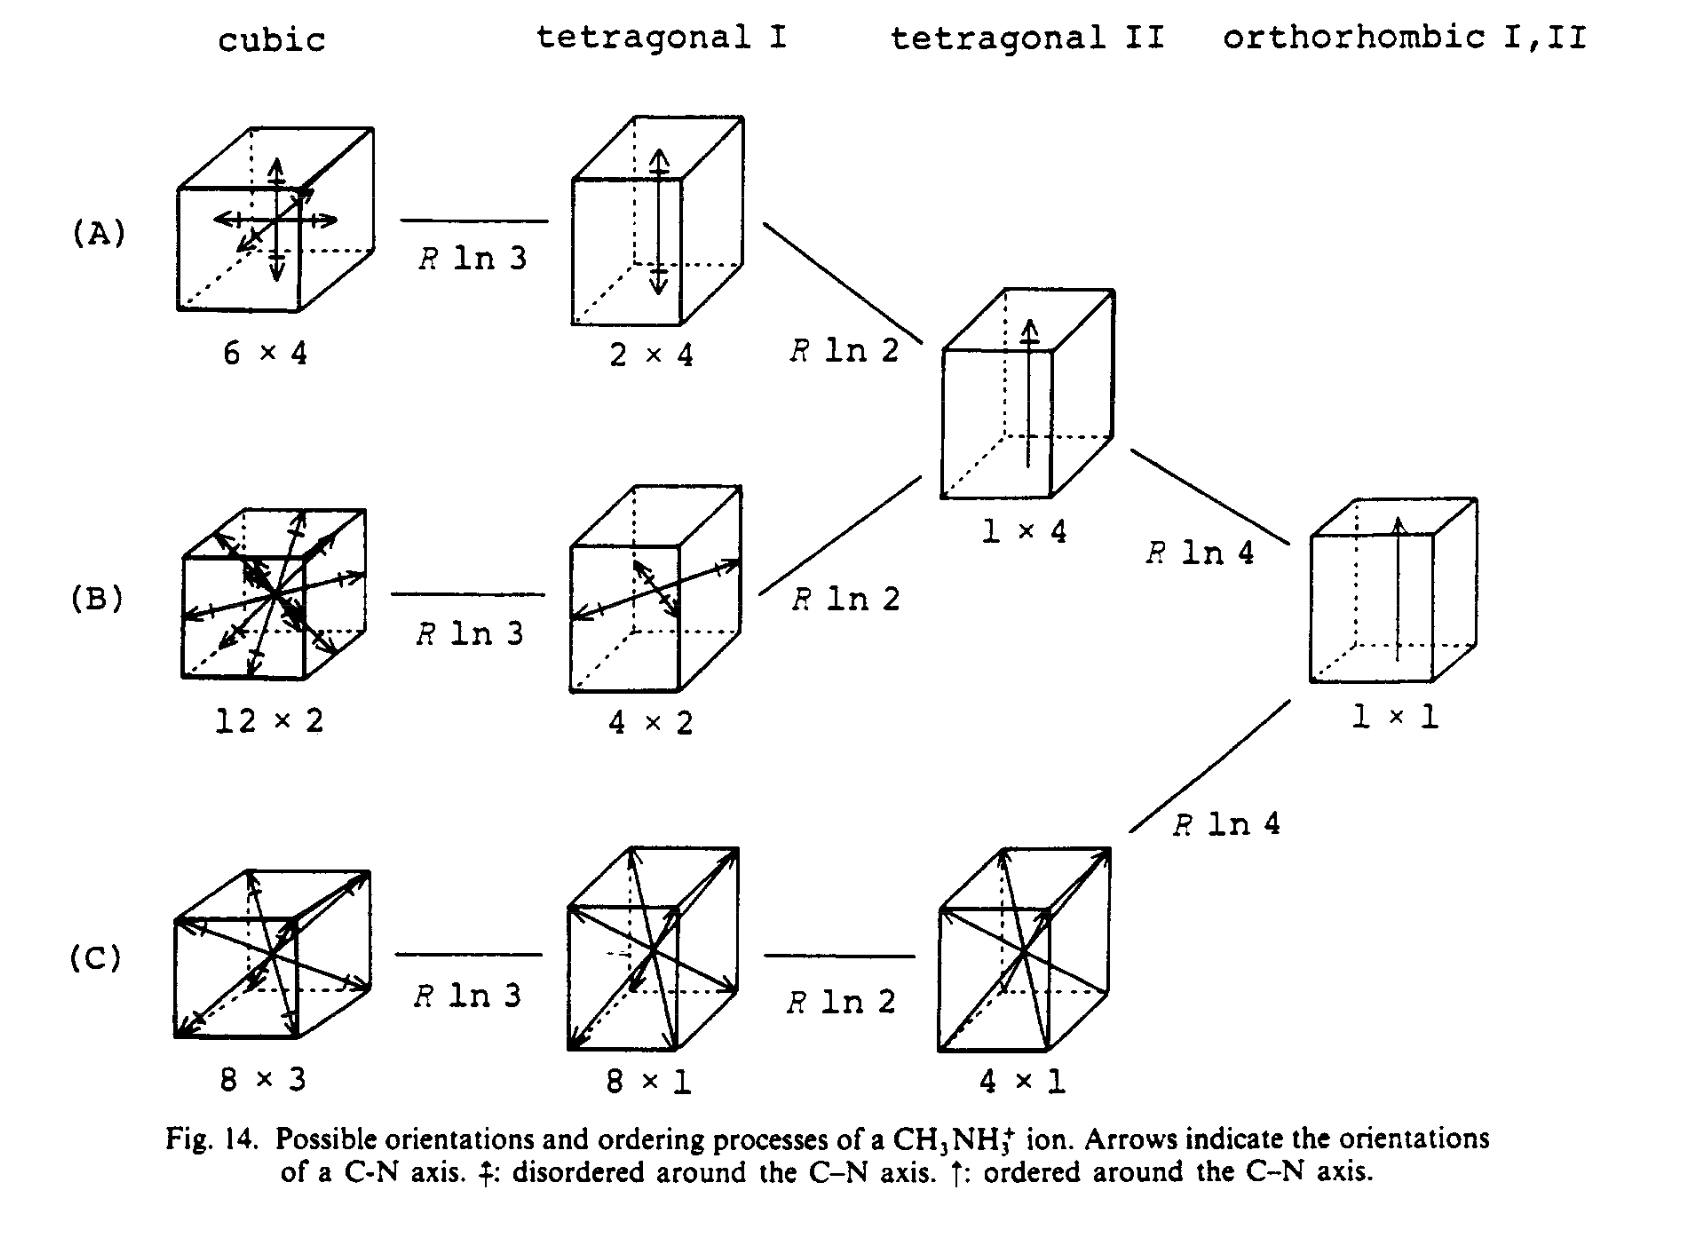 cubic tetragonal I tetragonal II orthorhombic I,II
(A)
R ln 3
6 × 4
2 × 4
R ln 2
1 × 4
R ln 4
(B)
R ln 3
12 × 2
4 × 2
R ln 2
1 × 1
(C)
R ln 3
8 × 3
8 × 1
R ln 2
4 × 1
R ln 4
Fig. 14. Possible orientations and ordering processes of a CH₃NH₃⁺ ion. Arrows indicate the orientations
of a C-N axis. ⤉: disordered around the C–N axis. ↑: ordered around the C–N axis.